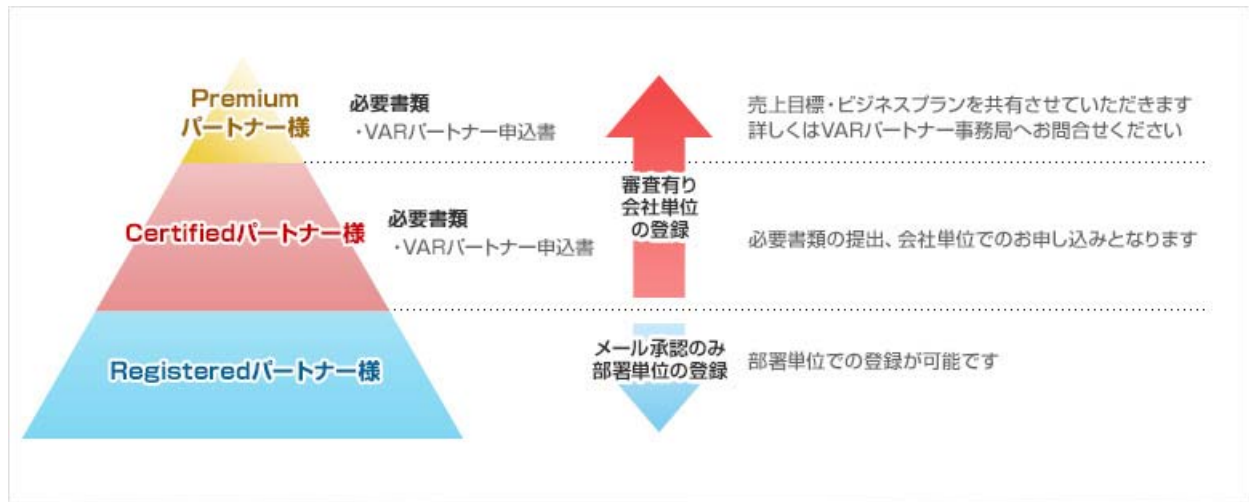 Premium
パートナー様
必要書類
・VARパートナー申込書
売上目標・ビジネスプランを共有させていただきます
詳しくはVARパートナー事務局へお問合せください
Certifiedパートナー様
必要書類
・VARパートナー申込書
審査有り
会社単位
の登録
必要書類の提出、会社単位でのお申し込みとなります
Registeredパートナー様
メール承認のみ
部署単位の登録
部署単位での登録が可能です